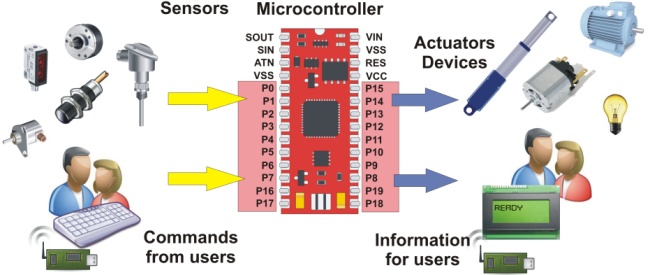 Sensors
Microcontroller
Actuators
Devices
SOUT
SIN
ATN
VSS
P0
P1
P2
P3
P4
P5
P6
P7
P16
P17
VIN
VSS
RES
VCC
P15
P14
P13
P12
P11
P10
P9
P8
P19
P18
Commands
from users
Information
for users
READY